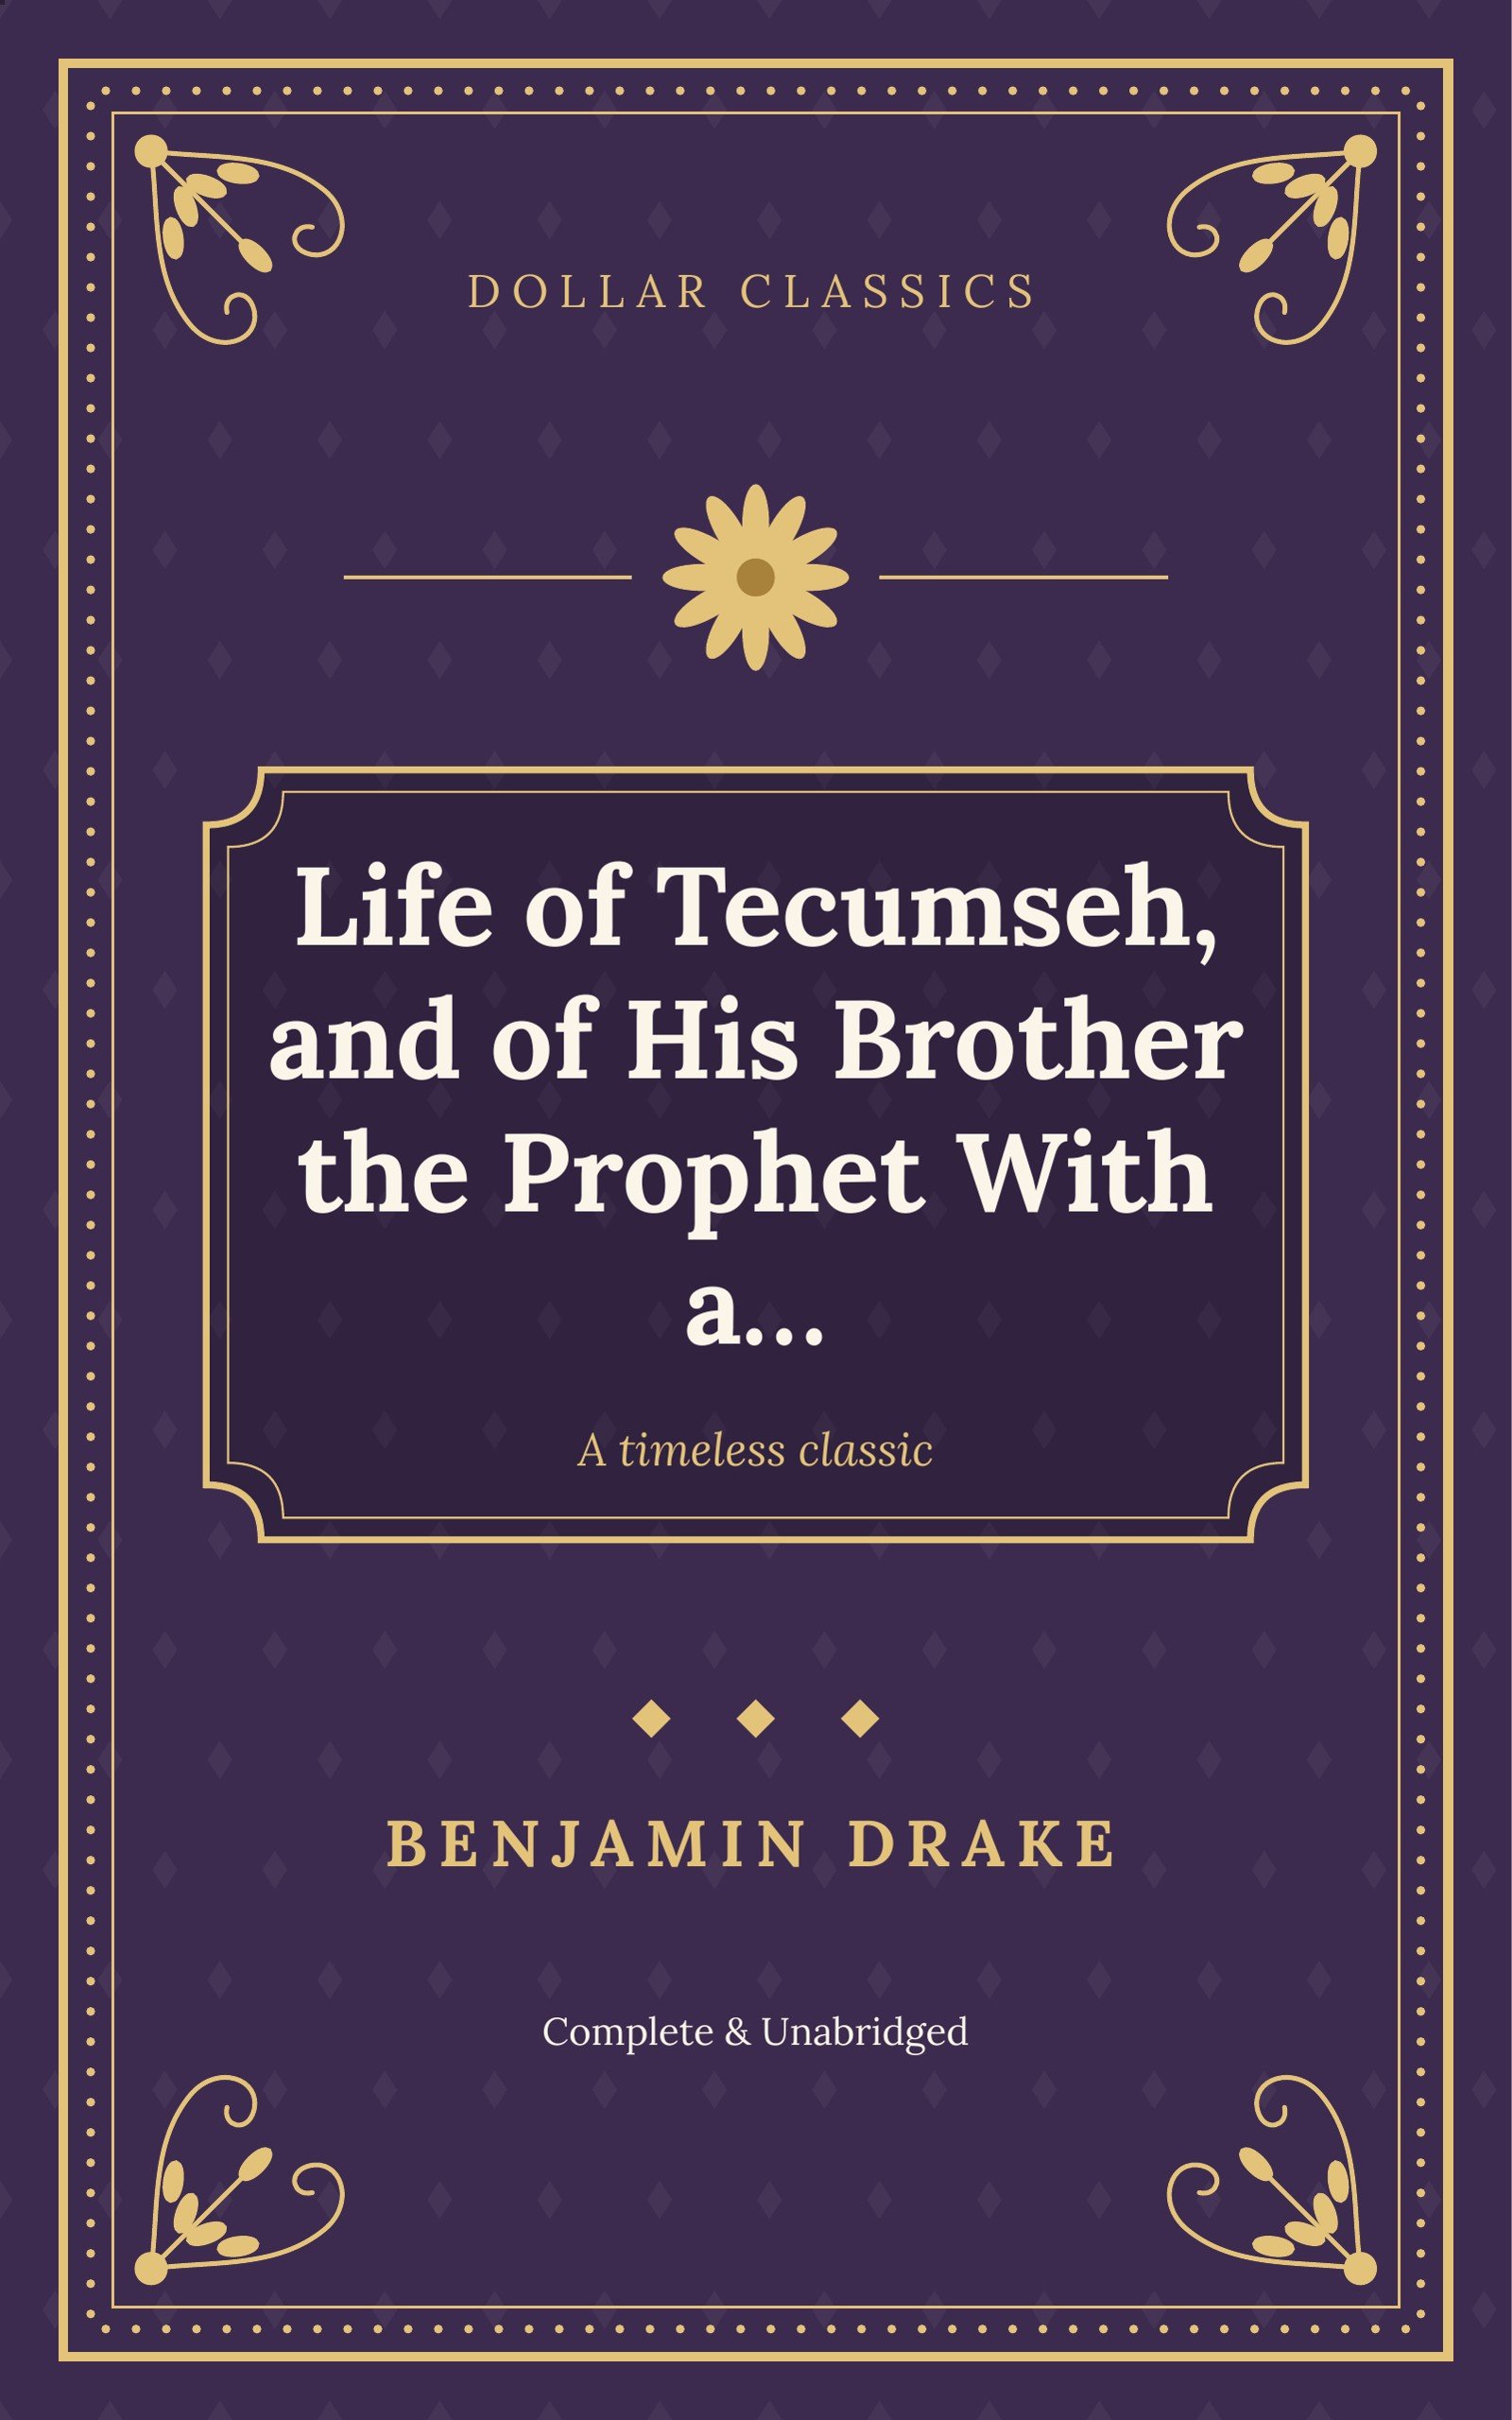 DOLLAR CLASSICS
Life of Tecumseh,
and of His Brother
the Prophet With
a...
A timeless classic
BENJAMIN DRAKE
Complete & Unabridged